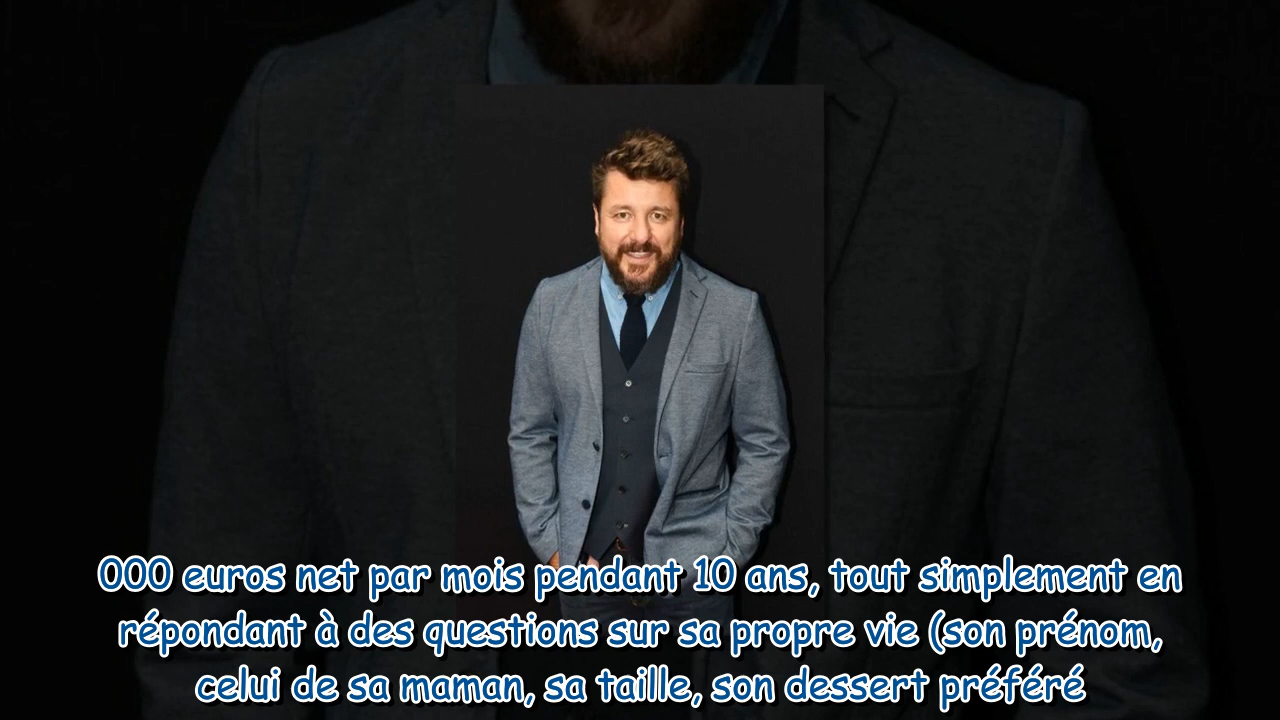 000 euros net par mois pendant 10 ans, tout simplement en
répondant à des questions sur sa propre vie (son prénom,
celui de sa maman, sa taille, son dessert préféré